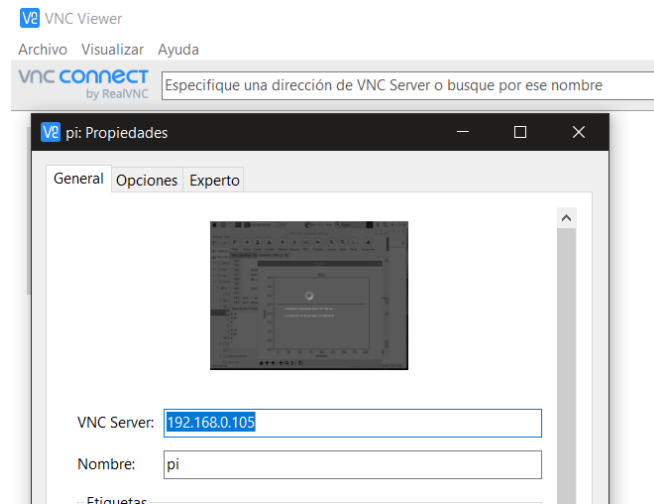 VNC Viewer
Archivo Visualizar Ayuda
VNC CONNECT
by RealVNC
Especifique una dirección de VNC Server o busque por ese nombre
pi: Propiedades
General Opciones Experto
VNC Server: 192.168.0.105
Nombre: pi
Etiquetas